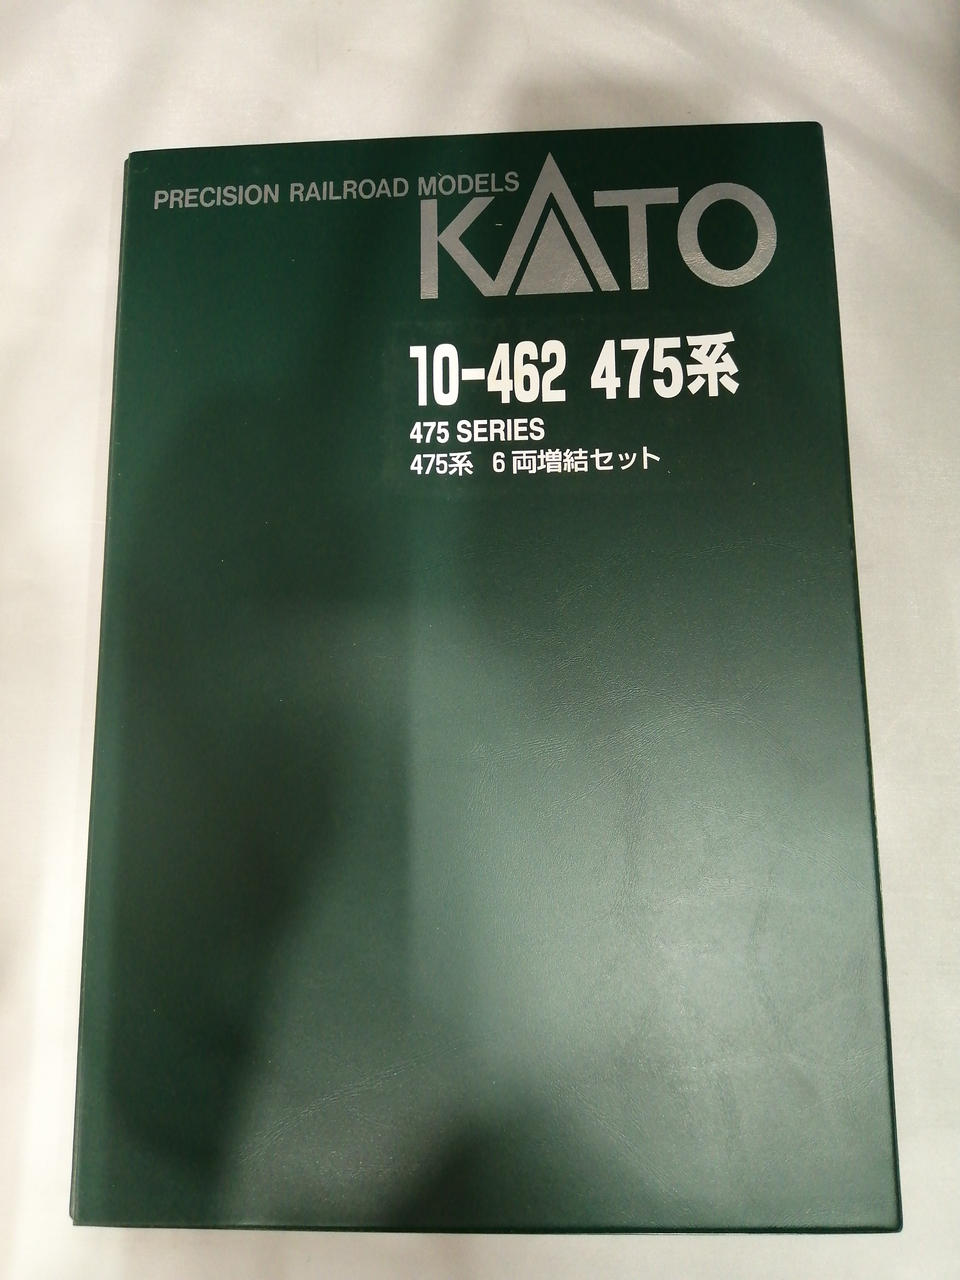 PRECISION RAILROAD MODELS
KATO
10-462 475系
475 SERIES
475系 6両増結セット